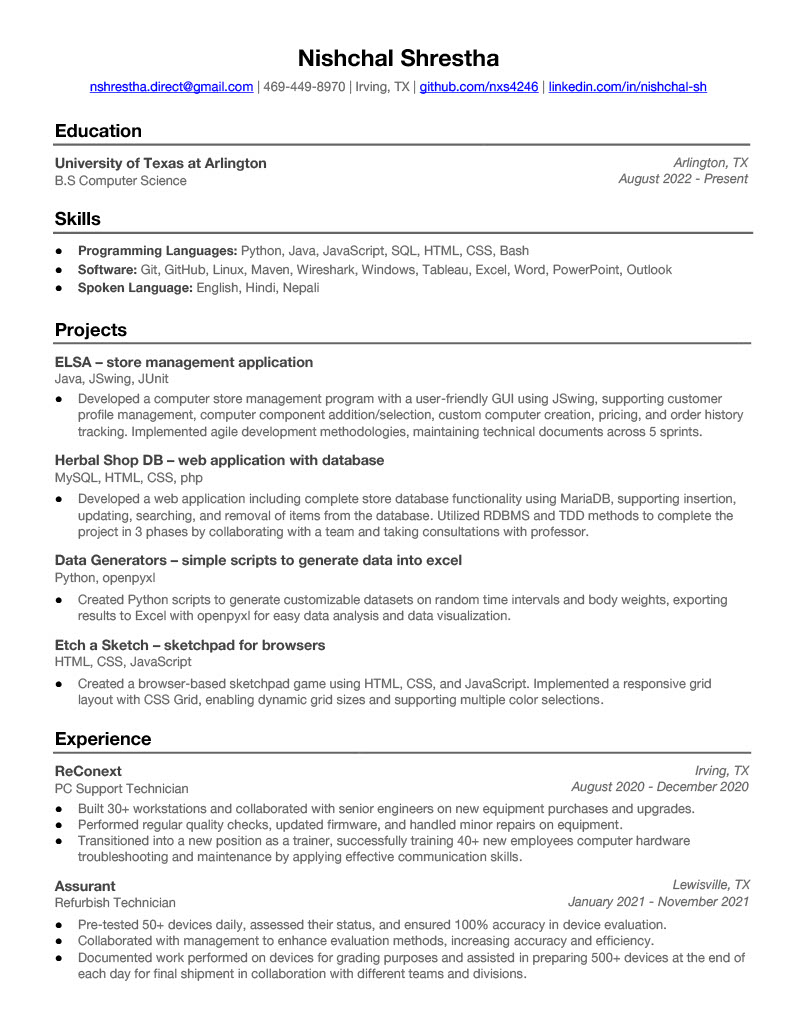 Nishchal Shrestha
nshrestha.direct@gmail.com | 469-449-8970 | Irving, TX | github.com/nxs4246 | linkedin.com/in/nishchal-sh
Education
University of Texas at Arlington Arlington, TX
B.S Computer Science August 2022 - Present
Skills
● Programming Languages: Python, Java, JavaScript, SQL, HTML, CSS, Bash
● Software: Git, GitHub, Linux, Maven, Wireshark, Windows, Tableau, Excel, Word, PowerPoint, Outlook
● Spoken Language: English, Hindi, Nepali
Projects
ELSA – store management application
Java, JSwing, JUnit
● Developed a computer store management program with a user-friendly GUI using JSwing, supporting customer
profile management, computer component addition/selection, custom computer creation, pricing, and order history
tracking. Implemented agile development methodologies, maintaining technical documents across 5 sprints.
Herbal Shop DB – web application with database
MySQL, HTML, CSS, php
● Developed a web application including complete store database functionality using MariaDB, supporting insertion,
updating, searching, and removal of items from the database. Utilized RDBMS and TDD methods to complete the
project in 3 phases by collaborating with a team and taking consultations with professor.
Data Generators – simple scripts to generate data into excel
Python, openpyxl
● Created Python scripts to generate customizable datasets on random time intervals and body weights, exporting
results to Excel with openpyxl for easy data analysis and data visualization.
Etch a Sketch – sketchpad for browsers
HTML, CSS, JavaScript
● Created a browser-based sketchpad game using HTML, CSS, and JavaScript. Implemented a responsive grid
layout with CSS Grid, enabling dynamic grid sizes and supporting multiple color selections.
Experience
ReConext Irving, TX
PC Support Technician August 2020 - December 2020
● Built 30+ workstations and collaborated with senior engineers on new equipment purchases and upgrades.
● Performed regular quality checks, updated firmware, and handled minor repairs on equipment.
● Transitioned into a new position as a trainer, successfully training 40+ new employees computer hardware
troubleshooting and maintenance by applying effective communication skills.
Assurant Lewisville, TX
Refurbish Technician January 2021 - November 2021
● Pre-tested 50+ devices daily, assessed their status, and ensured 100% accuracy in device evaluation.
● Collaborated with management to enhance evaluation methods, increasing accuracy and efficiency.
● Documented work performed on devices for grading purposes and assisted in preparing 500+ devices at the end of
each day for final shipment in collaboration with different teams and divisions.